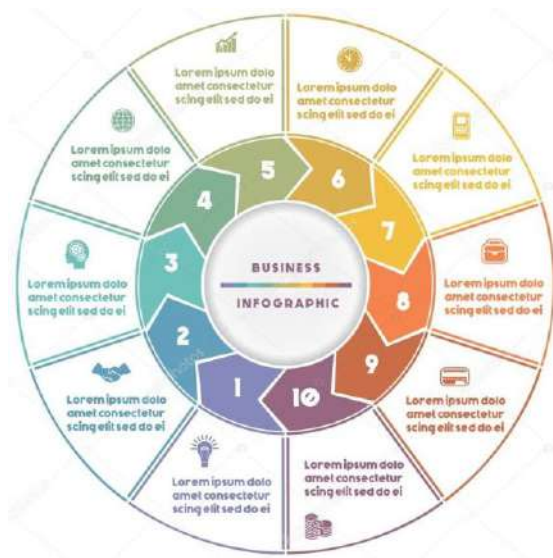 Lorem ipsum dolo
amet consectetur
scing elit sed do ei
Lorem ipsum dolo
amet consectetur
scing elit sed do ei
Lorem ipsum dolo
amet consectetur
scing elit sed do ei
Lorem ipsum dolo
amet consectetur
scing elit sed do ei
5
6
4
7
BUSINESS
INFOGRAPHIC
3
8
Lorem ipsum dolo
amet consectetur
scing elit sed do ei
Lorem ipsum dolo
amet consectetur
scing elit sed do ei
2
9
1
10
Lorem ipsum dolo
amet consectetur
scing elit sed do ei
Lorem ipsum dolo
amet consectetur
scing elit sed do ei
Lorem ipsum dolo
amet consectetur
scing elit sed do ei
Lorem ipsum dolo
amet consectetur
scing elit sed do ei